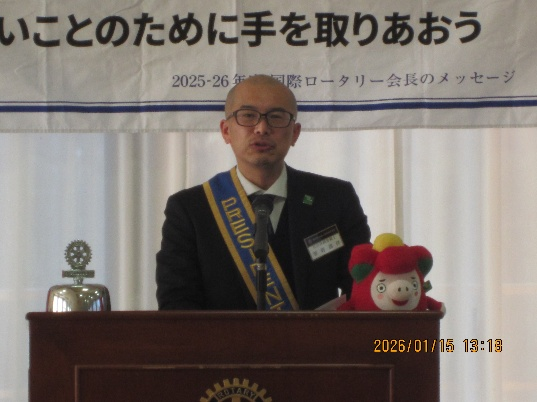 いことのために手を取りあおう
2025-26年 国際ロータリー会長のメッセージ
PRES
ROTARY
2026/01/15 13:13